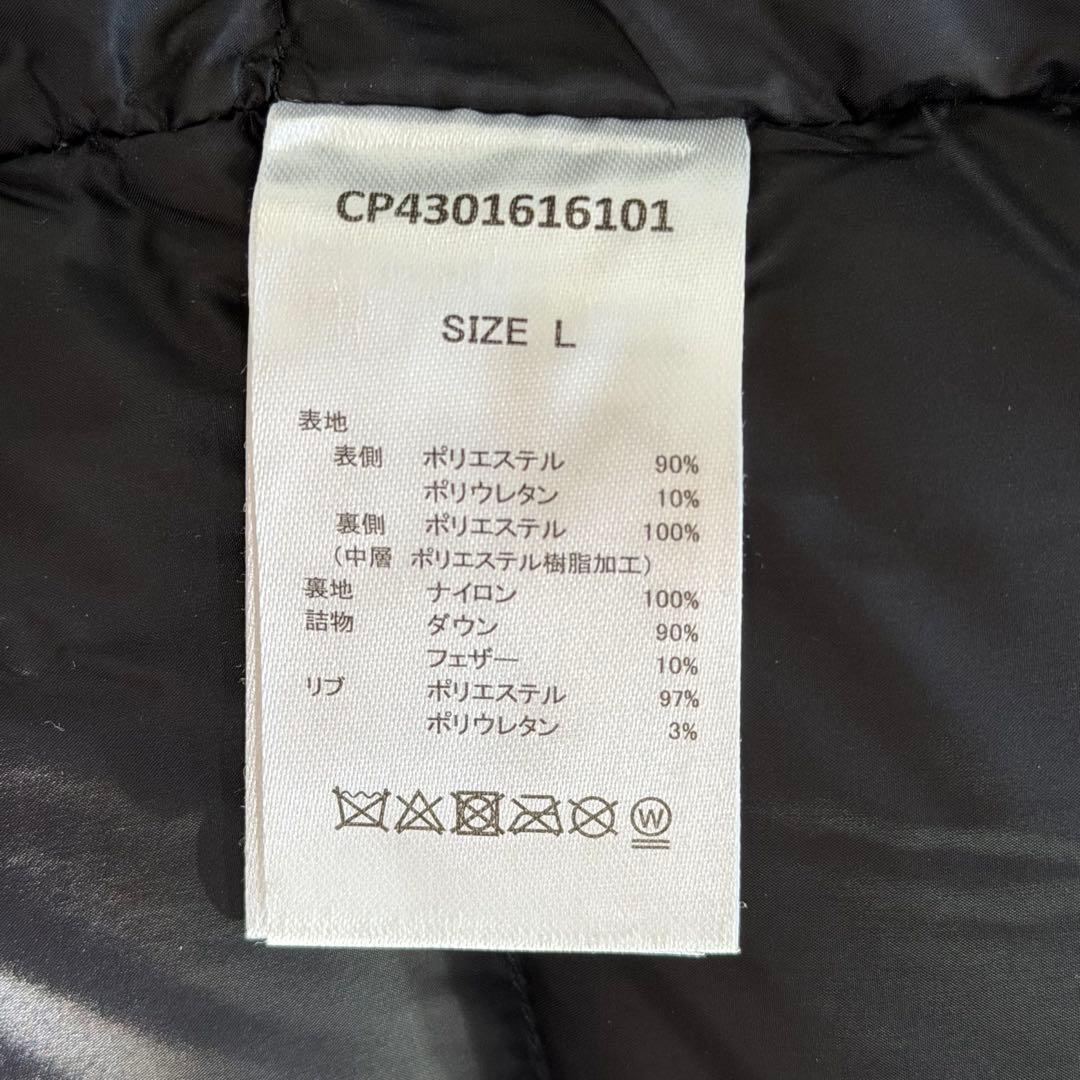 CP4301616101
SIZE L
表地
表側 ポリエステル 90%
ポリウレタン 10%
裏側 ポリエステル 100%
（中層 ポリエステル樹脂加工）
裏地 ナイロン 100%
詰物 ダウン 90%
フェザー 10%
リブ ポリエステル 97%
ポリウレタン 3%
W